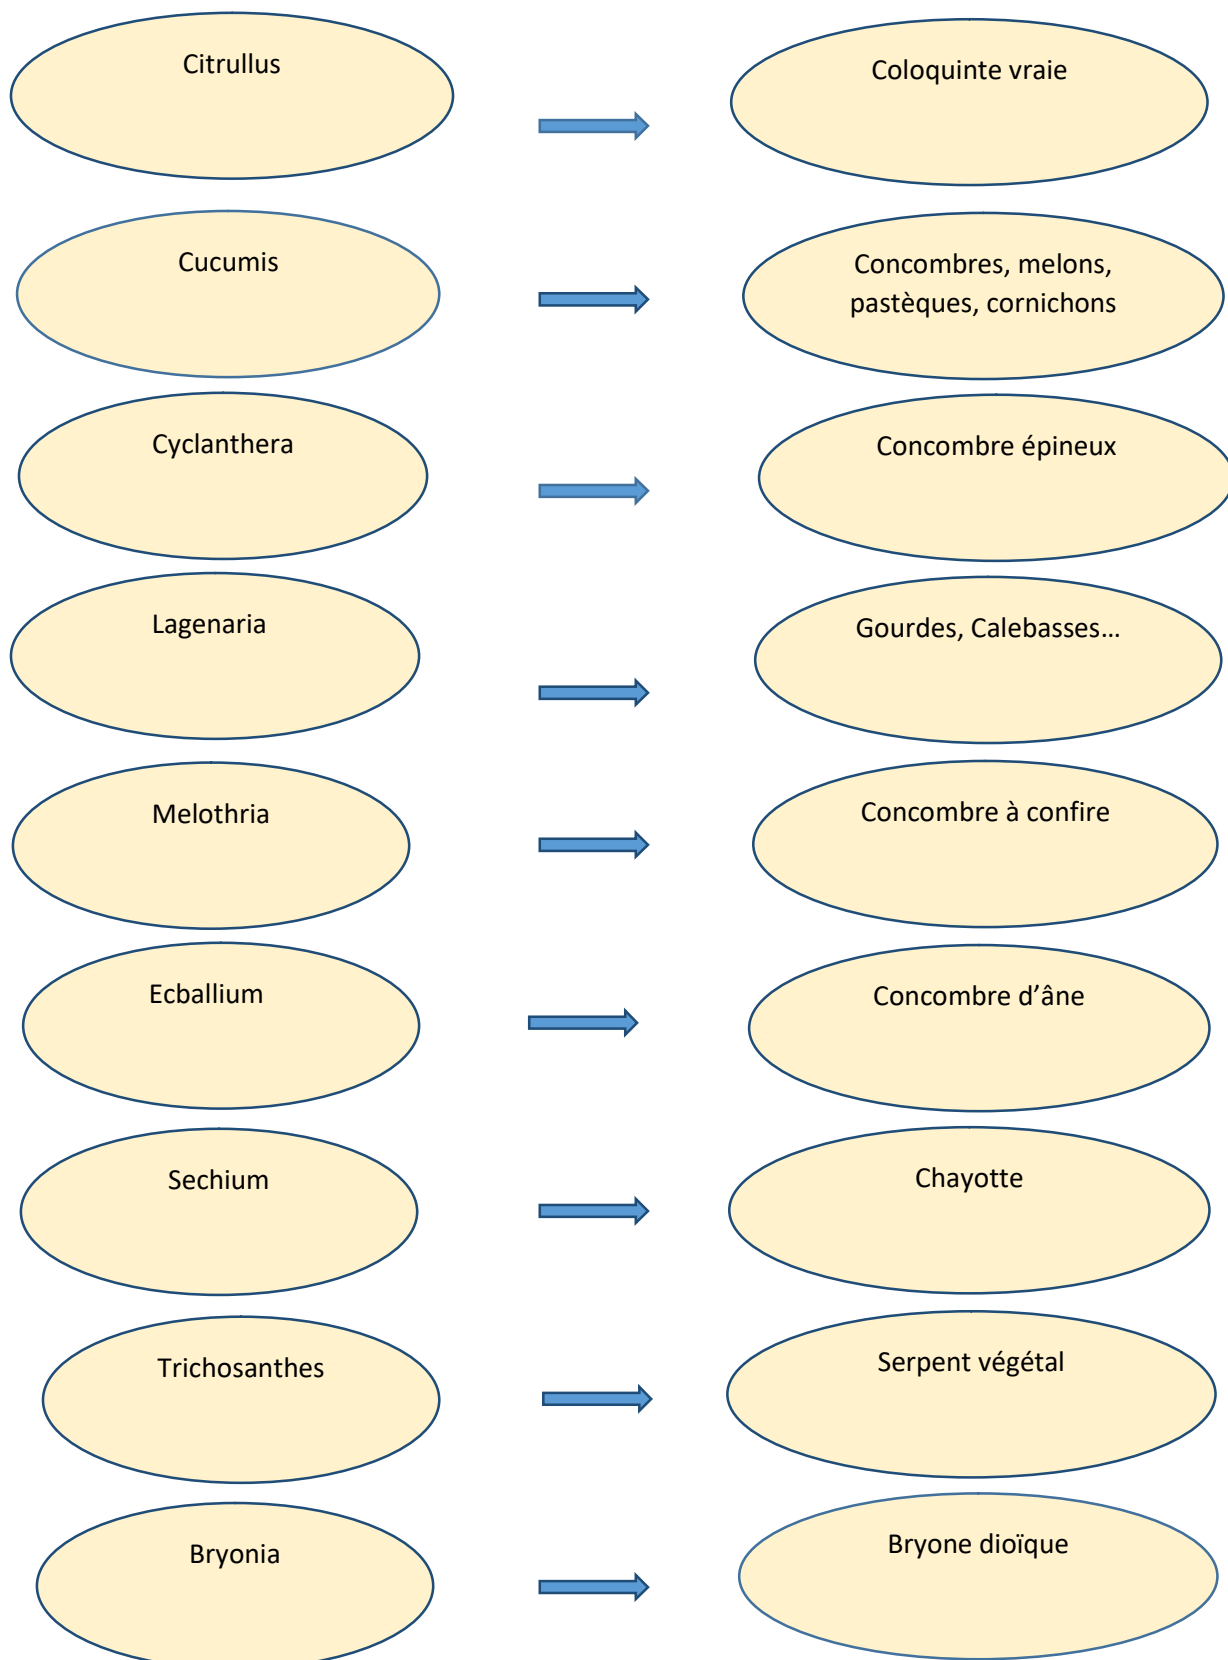 Citrullus
Coloquinte vraie
Cucumis
Concombres, melons,
pastèques, cornichons
Cyclanthera
Concombre épineux
Lagenaria
Gourdes, Calebasses...
Melothria
Concombre à confire
Ecballium
Concombre d’âne
Sechium
Chayotte
Trichosanthes
Serpent végétal
Bryonia
Bryone dioïque